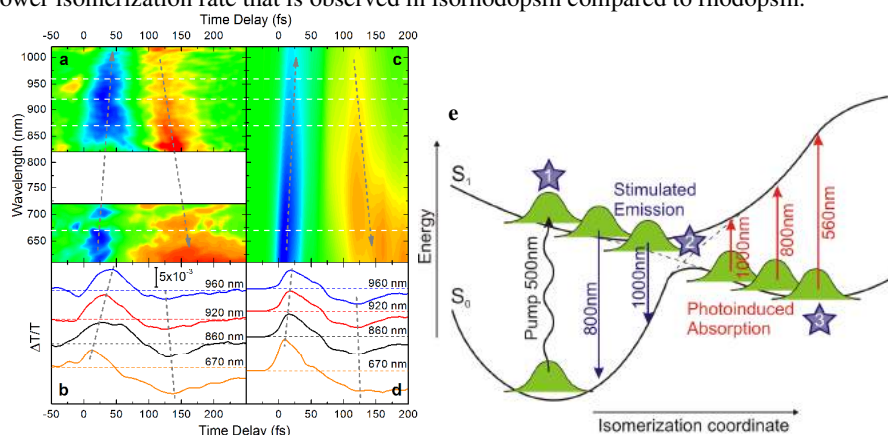 ower isomerization rate that is observed in isorhodopsin compared to rhodopsin.
Time Delay (fs) Time Delay (fs)
-50 0 50 100 150 200 0 50 100 150 200
a c
Wavelength (nm)
1000
950
900
850
800
750
700
650
5x10⁻³
960 nm 960 nm
920 nm 920 nm
860 nm 860 nm
670 nm 670 nm
ΔT/T
b d
-50 0 50 100 150 200 0 50 100 150 200
Time Delay (fs)
e
S₁
S₀
Energy
1
Stimulated
Emission
2
Pump 500nm
800nm
1000nm
1000nm
800nm
560nm
Photoinduced
Absorption
3
Isomerization coordinate